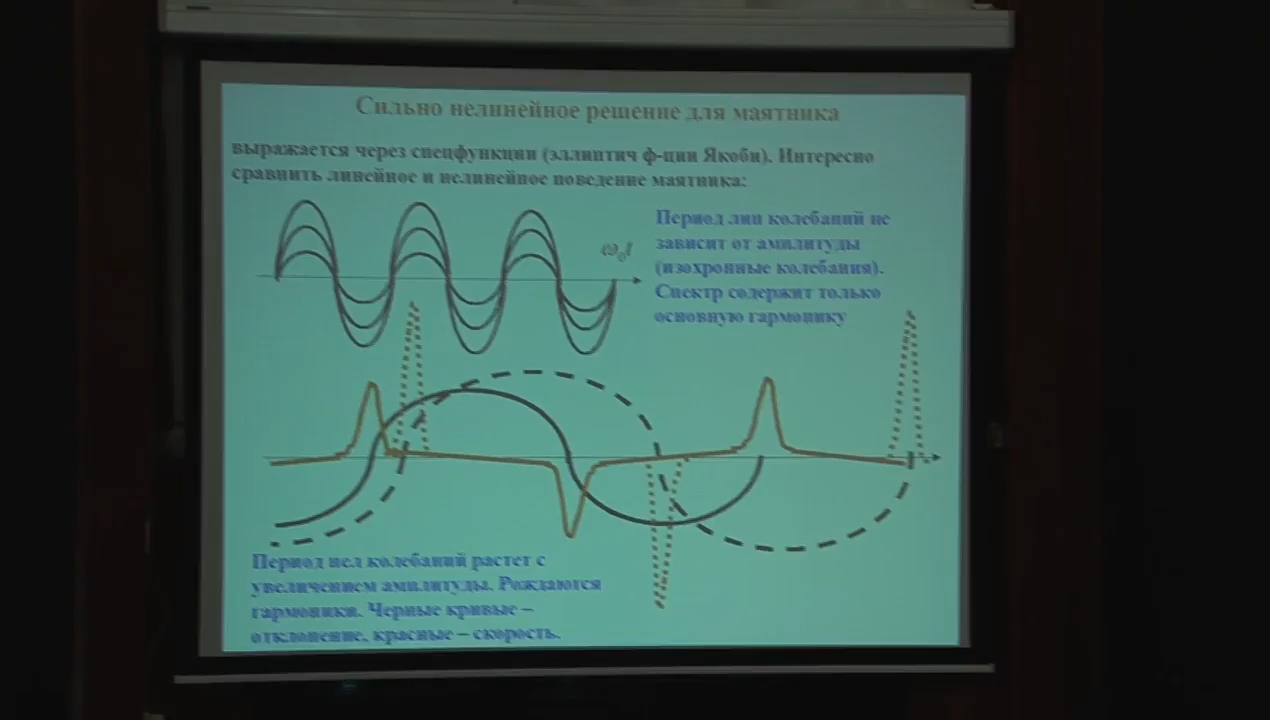 Сильно нелинейное решение для маятника
выражается через спецфункции (эллиптич ф-ции Якоби). Интересно
сравнить линейное и нелинейное поведение маятника:
ω₀t
Период лин колебаний не
зависит от амплитуды
(изохронные колебания).
Спектр содержит только
основную гармонику
Период нел колебаний растет с
увеличением амплитуды. Рождаются
гармоники. Черные кривые –
отклонение, красные – скорость.